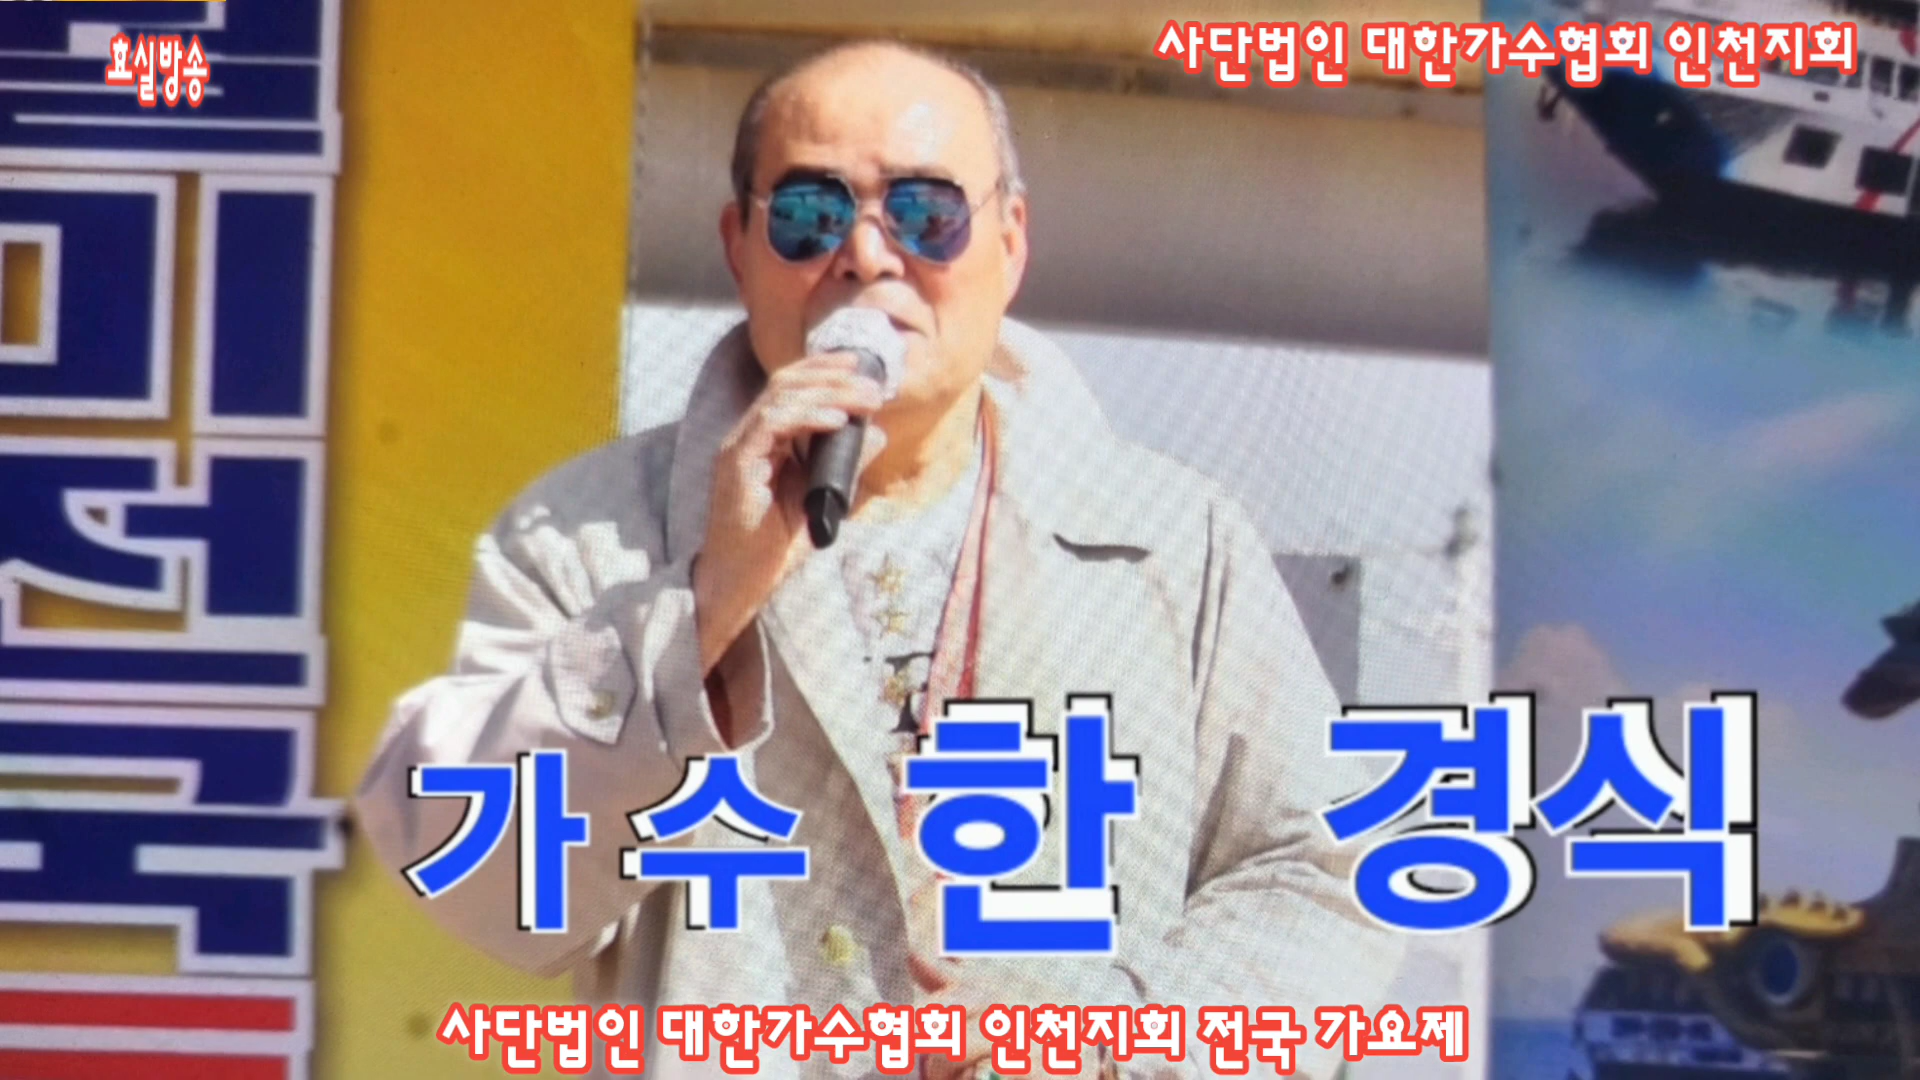 효실방송
사단법인 대한가수협회 인천지회
가수 한 경식
사단법인 대한가수협회 인천지회 전국 가요제